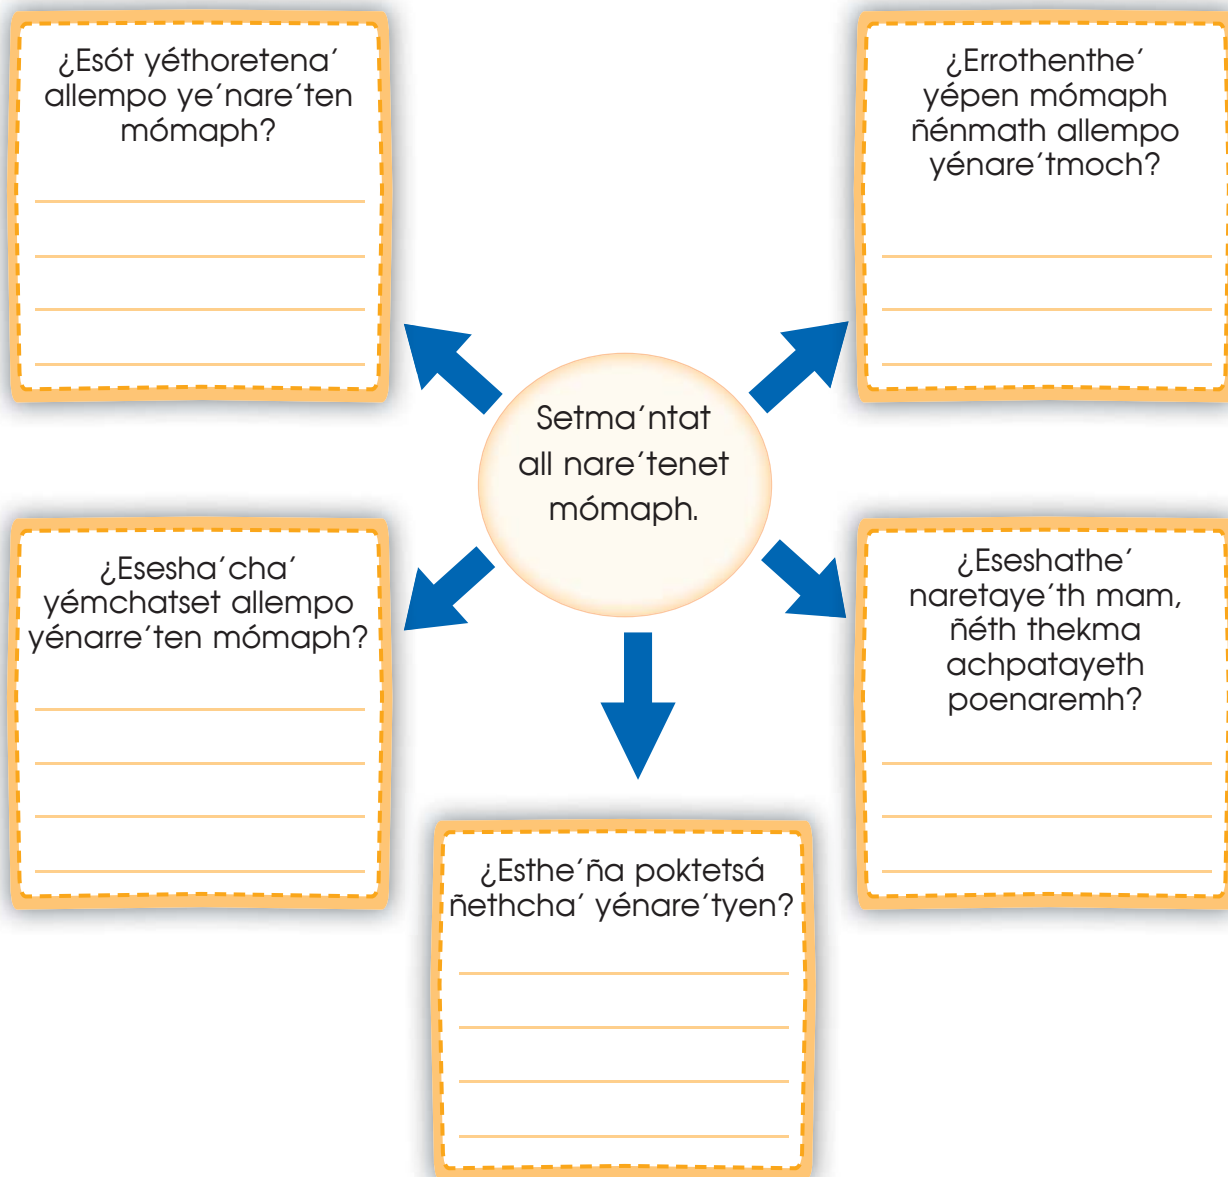 ¿Esót yéthoretena’
allempo ye’nare’ten
mómaph?
¿Errothenthe’
yépen mómaph
ñénmath allempo
yénare’tmoch?
Setma’ntat
all nare’tenet
mómaph.
¿Esesha’cha’
yémchatset allempo
yénarre’ten mómaph?
¿Eseshathe’
naretaye’th mam,
ñéth thekma
achpatayeth
poenaremh?
¿Esthe’ña poktetsá
ñethcha’ yénare’tyen?